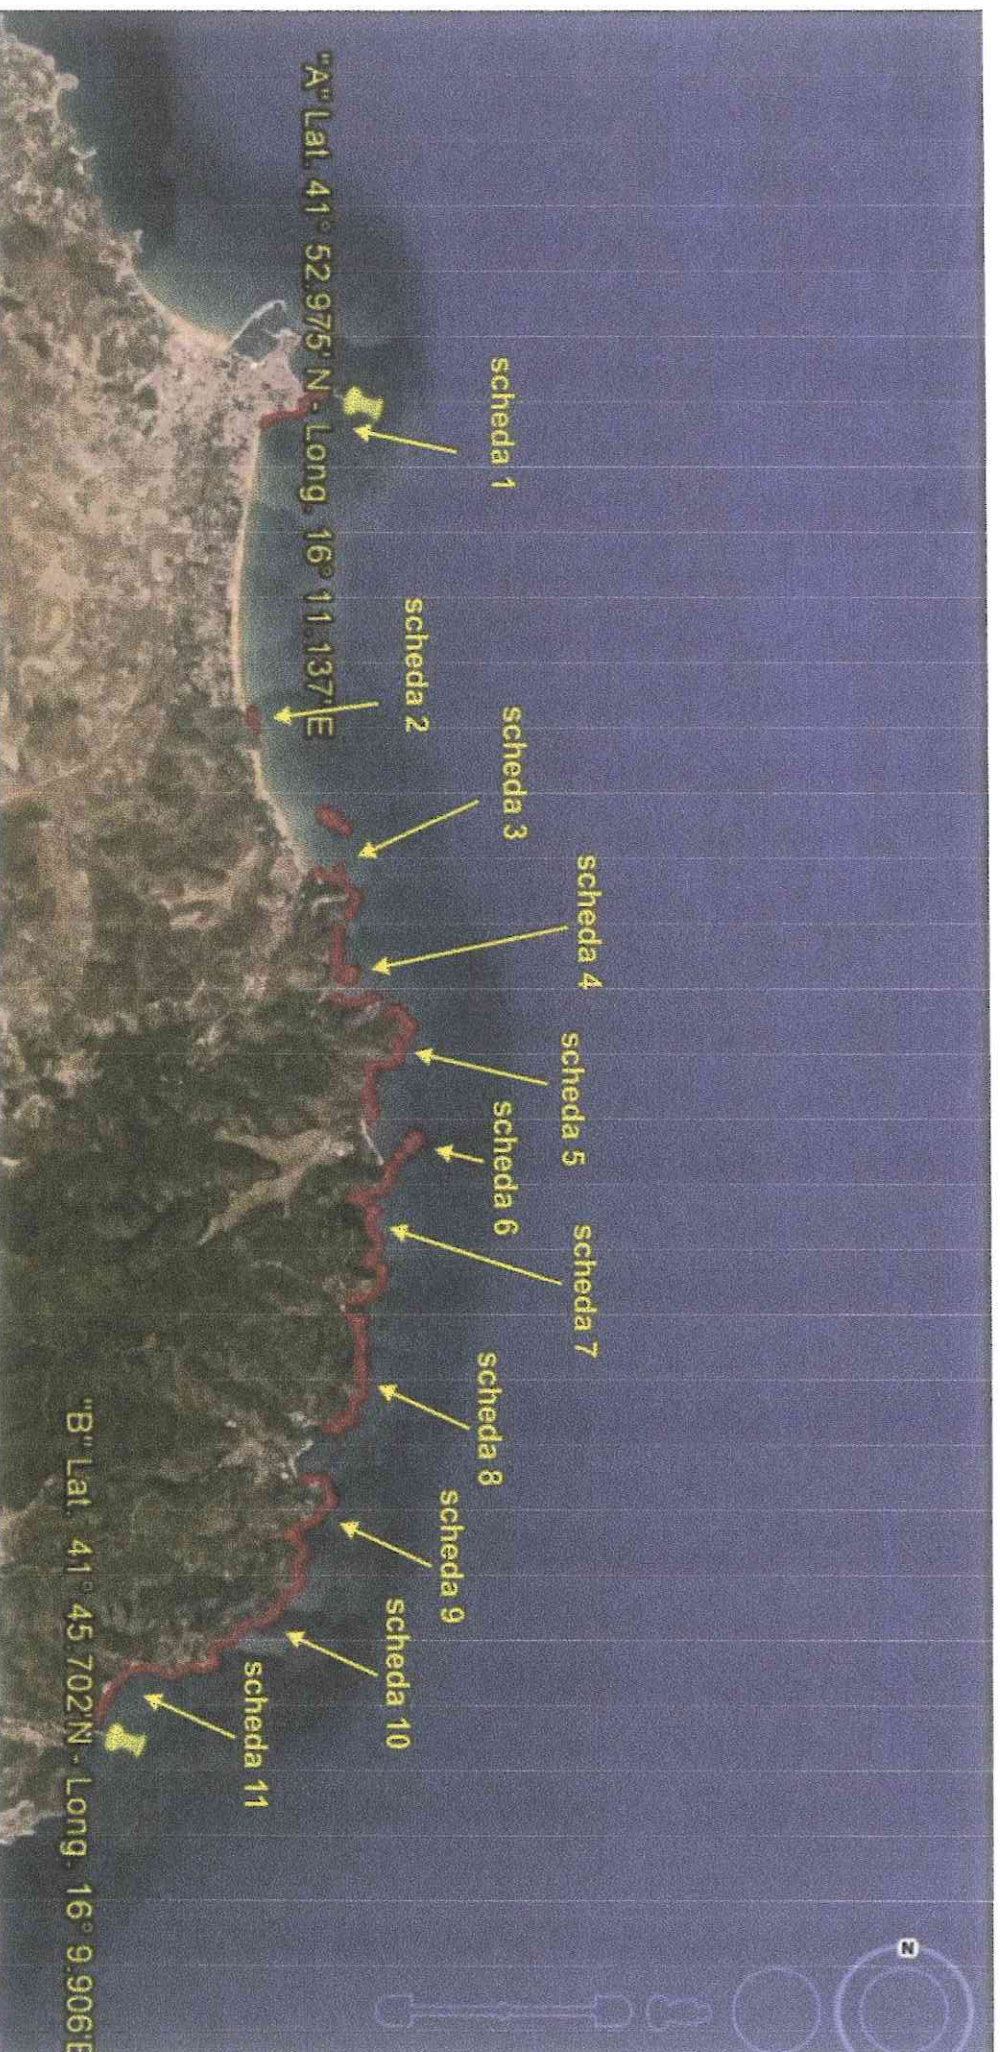 "A" Lat. 41° 52.975'N - Long. 16° 11.137'E
scheda 1
scheda 2
scheda 3
scheda 4
scheda 5
scheda 6
scheda 7
scheda 8
scheda 9
scheda 10
scheda 11
"B" Lat. 41° 45.702'N - Long. 16° 9.906'E
N